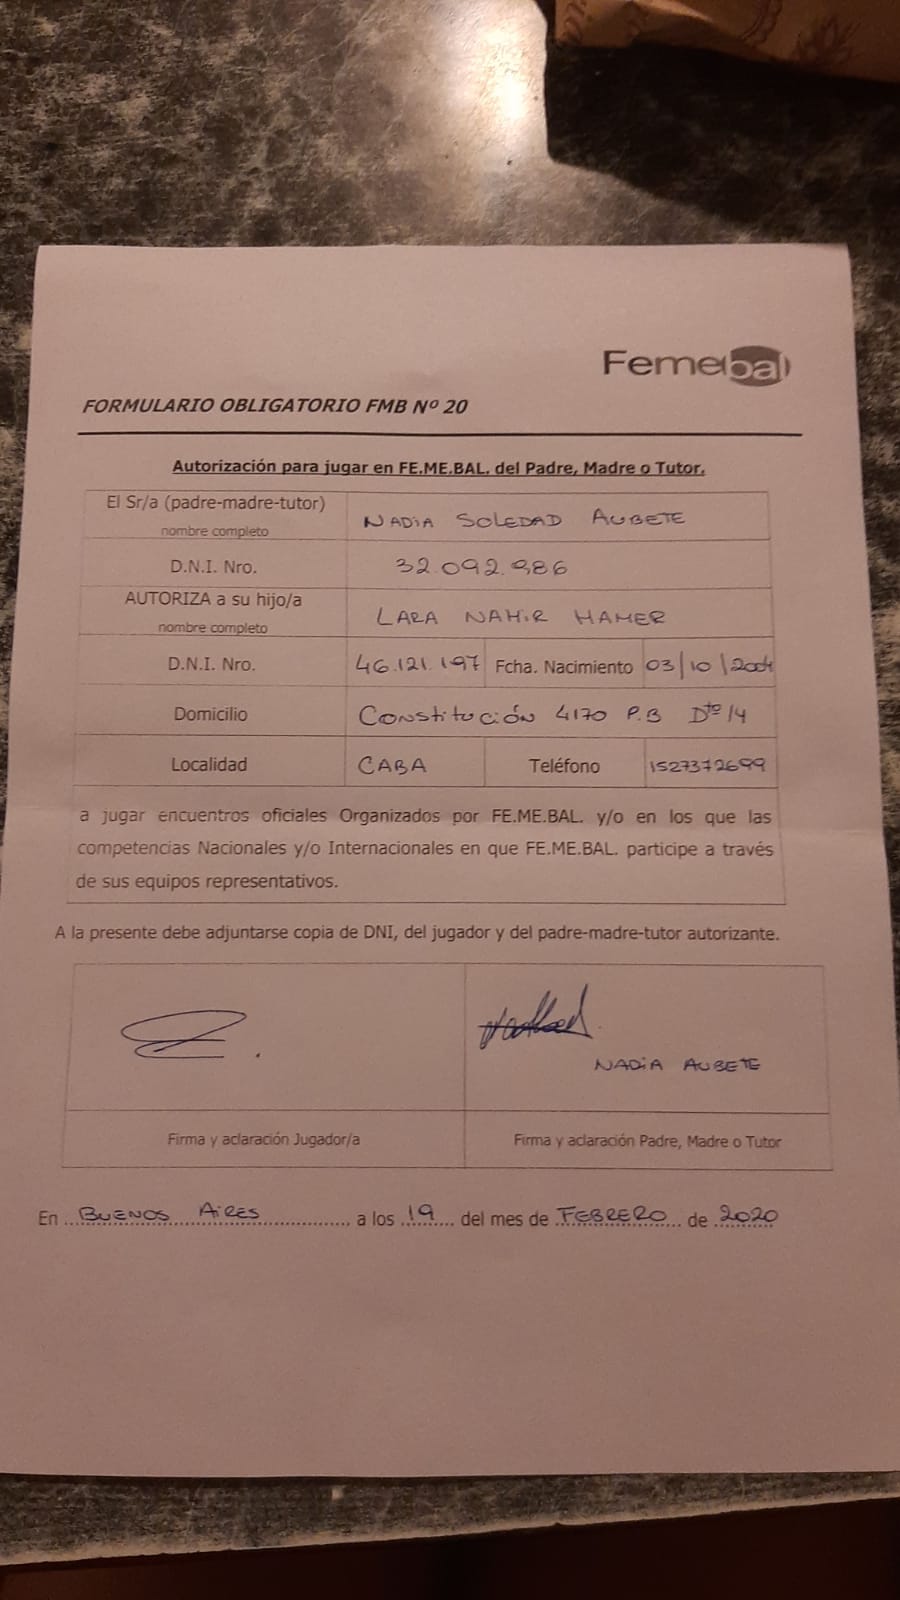 Femebal
FORMULARIO OBLIGATORIO FMB Nº 20
Autorización para jugar en FE.ME.BAL. del Padre, Madre o Tutor.
El Sr/a (padre-madre-tutor)
nombre completo
NADIA SOLEDAD AUBETE
D.N.I. Nro. 32.092.986
AUTORIZA a su hijo/a
nombre completo
LARA NAHIR HAMER
D.N.I. Nro. 46.121.197 Fcha. Nacimiento 03/10/2004
Domicilio Constitución 4170 P.B Dto 14
Localidad CABA Teléfono 1527372699
a jugar encuentros oficiales Organizados por FE.ME.BAL. y/o en los que las
competencias Nacionales y/o Internacionales en que FE.ME.BAL. participe a través
de sus equipos representativos.
A la presente debe adjuntarse copia de DNI, del jugador y del padre-madre-tutor autorizante.
NADIA AUBETE
Firma y aclaración Jugador/a Firma y aclaración Padre, Madre o Tutor
En BUENOS AIRES a los 19 del mes de FEBRERO de 2020